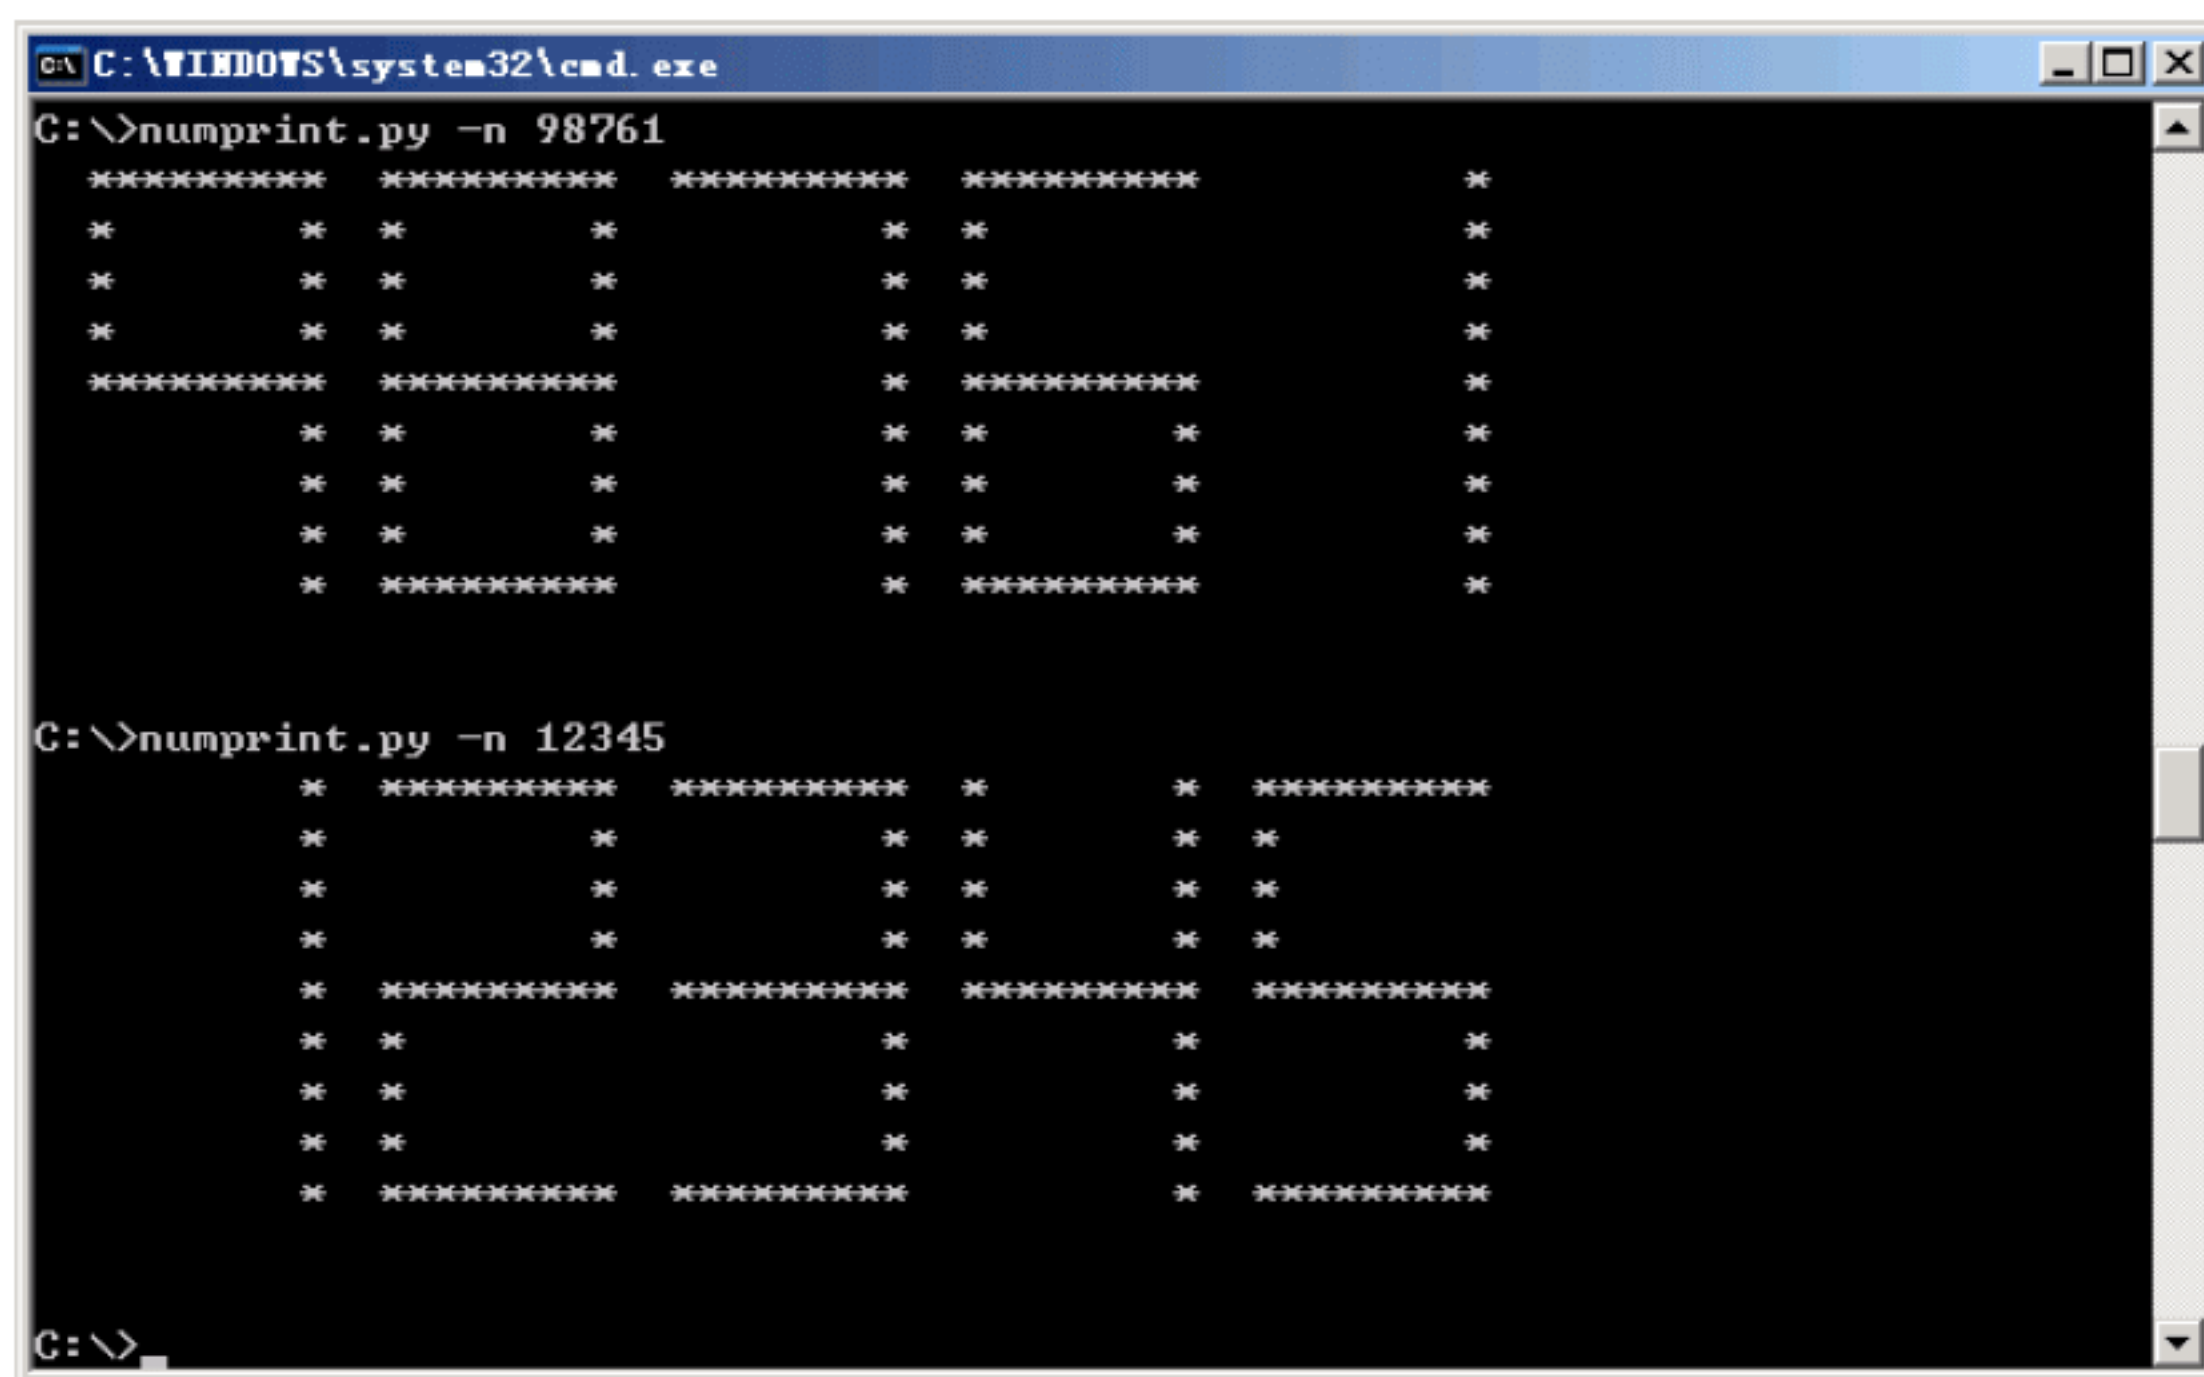 C:\WINDOWS\system32\cmd.exe
C:\>numprint.py -n 98761
  *********  *********  *********  *********          *
  *       *  *       *          *  *                  *
  *       *  *       *          *  *                  *
  *       *  *       *          *  *                  *
  *********  *********          *  *********          *
          *  *       *          *  *       *          *
          *  *       *          *  *       *          *
          *  *       *          *  *       *          *
          *  *********          *  *********          *
C:\>numprint.py -n 12345
          *  *********  *********  *       *  *********
          *          *          *  *       *  *
          *          *          *  *       *  *
          *          *          *  *       *  *
          *  *********  *********  *********  *********
          *  *                  *          *          *
          *  *                  *          *          *
          *  *                  *          *          *
          *  *********  *********          *  *********
C:\>_